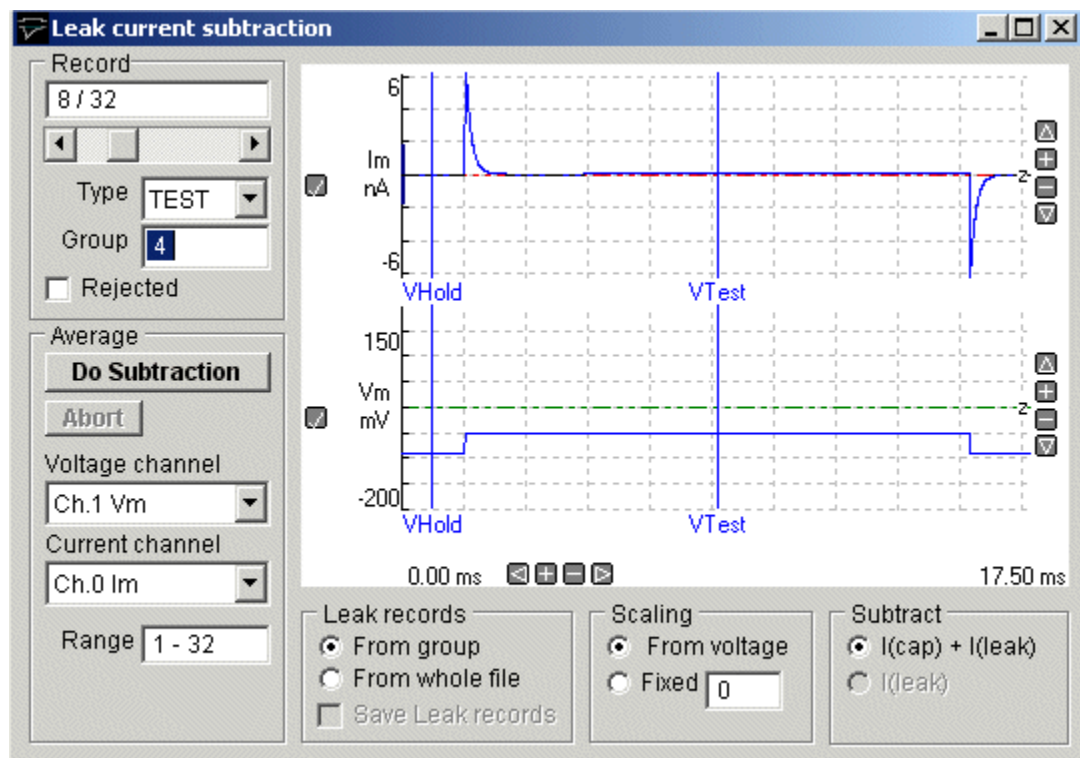 Leak current subtraction
Record
8 / 32
Type TEST
Group 4
Rejected
Average
Do Subtraction
Abort
Voltage channel
Ch.1 Vm
Current channel
Ch.0 Im
Range 1 - 32
6
Im
nA
-6
z
VHold VTest
150
Vm
mV
-200
z
VHold VTest
0.00 ms 17.50 ms
Leak records
From group
From whole file
Save Leak records
Scaling
From voltage
Fixed 0
Subtract
I(cap) + I(leak)
I(leak)